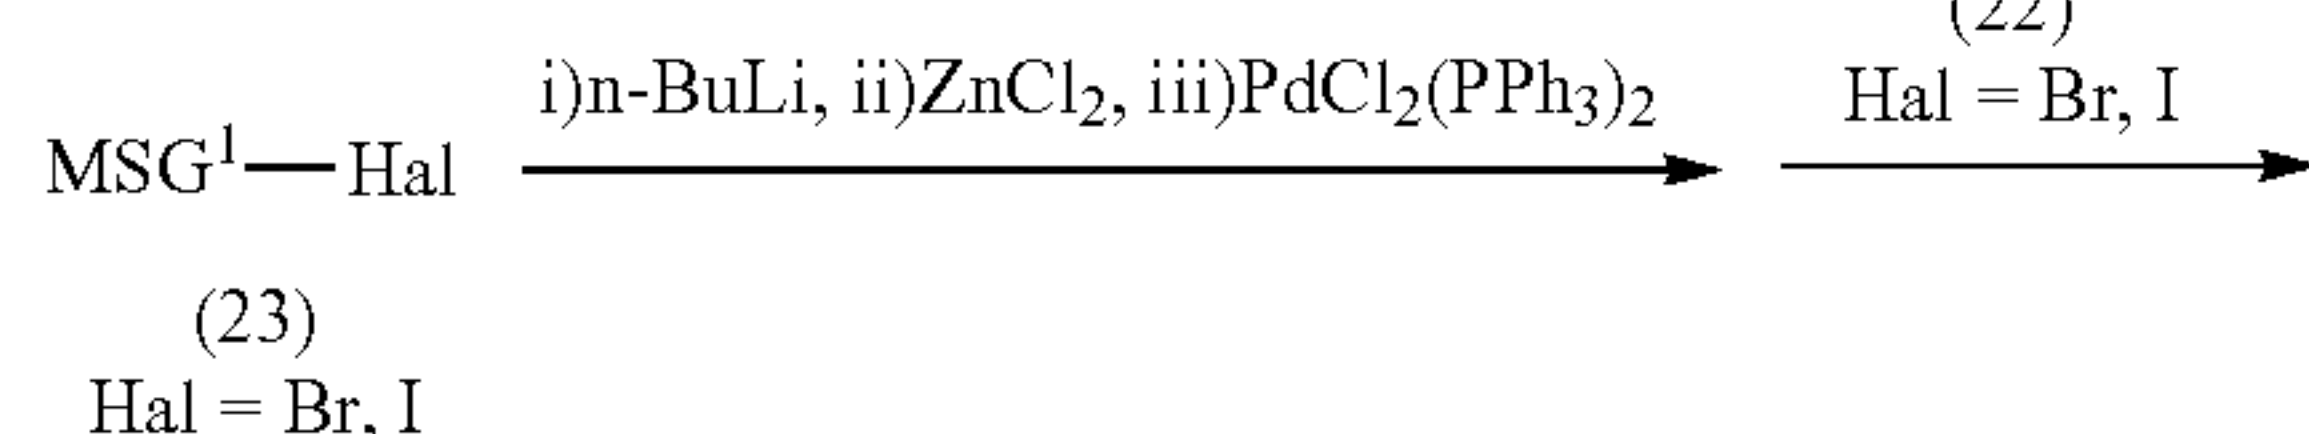 (22)
i)n-BuLi, ii)ZnCl₂, iii)PdCl₂(PPh₃)₂
Hal = Br, I
MSG¹—Hal
(23)
Hal = Br, I